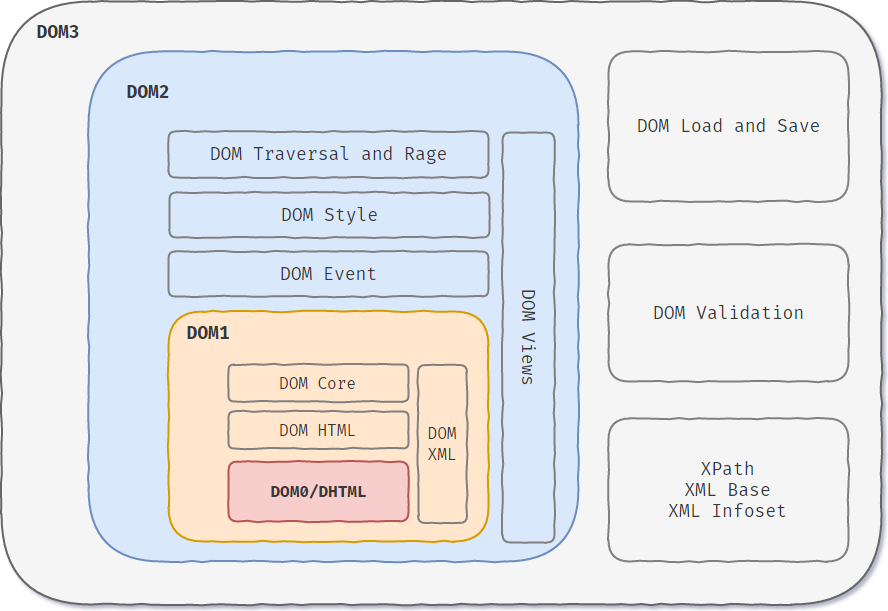 DOM3
DOM2
DOM Traversal and Rage
DOM Style
DOM Event
DOM Views
DOM1
DOM Core
DOM HTML
DOM0/DHTML
DOM
XML
DOM Load and Save
DOM Validation
XPath
XML Base
XML Infoset